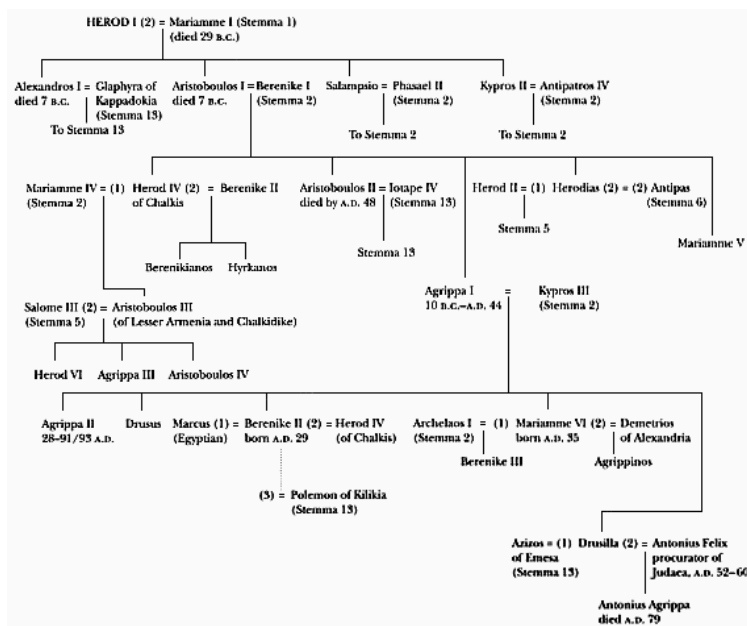 HEROD I (2) = Mariamme I (Stemma 1)
(died 29 B.C.)
Alexandros I = Glaphyra of
died 7 B.C. Kappadokia
(Stemma 13)
To Stemma 13
Aristoboulos I = Berenike I
died 7 B.C. (Stemma 2)
Salampsio = Phasael II
(Stemma 2)
To Stemma 2
Kypros II = Antipatros IV
(Stemma 2)
To Stemma 2
Mariamme IV = (1) Herod IV (2) = Berenike II
(Stemma 2) of Chalkis
Berenikianos Hyrkanos
Aristoboulos II = Iotape IV
died by A.D. 48 (Stemma 13)
Stemma 13
Herod II = (1) Herodias (2) = (2) Antipas
(Stemma 6)
Stemma 5
Mariamme V
Agrippa I = Kypros III
10 B.C.–A.D. 44 (Stemma 2)
Salome III (2) = Aristoboulos III
(Stemma 5) (of Lesser Armenia and Chalkidike)
Herod VI Agrippa III Aristoboulos IV
Agrippa II
28–91/93 A.D.
Drusus
Marcus (1) = Berenike II (2) = Herod IV
(Egyptian) born A.D. 29 (of Chalkis)
(3) = Polemon of Kilikia
(Stemma 13)
Archelaos I = (1) Mariamme VI (2) = Demetrios
(Stemma 2) born A.D. 35 of Alexandria
Berenike III Agrippinos
Azizos = (1) Drusilla (2) = Antonius Felix
of Emesa procurator of
(Stemma 13) Judaea, A.D. 52–60
Antonius Agrippa
died A.D. 79